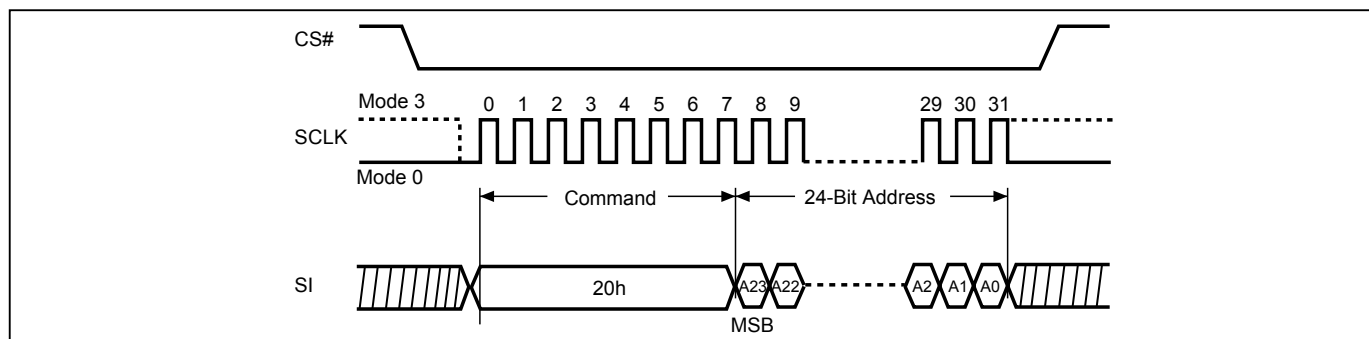 CS#
Mode 3
0 1 2 3 4 5 6 7 8 9 29 30 31
SCLK
Mode 0
Command 24-Bit Address
SI 20h A23 A22 A2 A1 A0
MSB